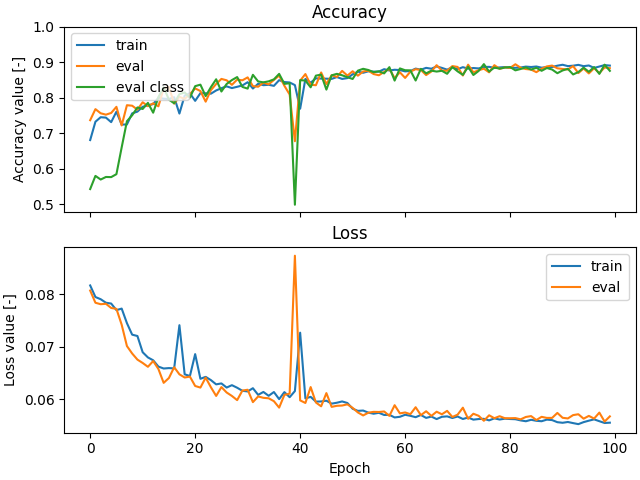 Accuracy
Accuracy value [-]
1.0
0.9
0.8
0.7
0.6
0.5
train
eval
eval class
Loss
Loss value [-]
0.08
0.07
0.06
train
eval
0 20 40 60 80 100
Epoch